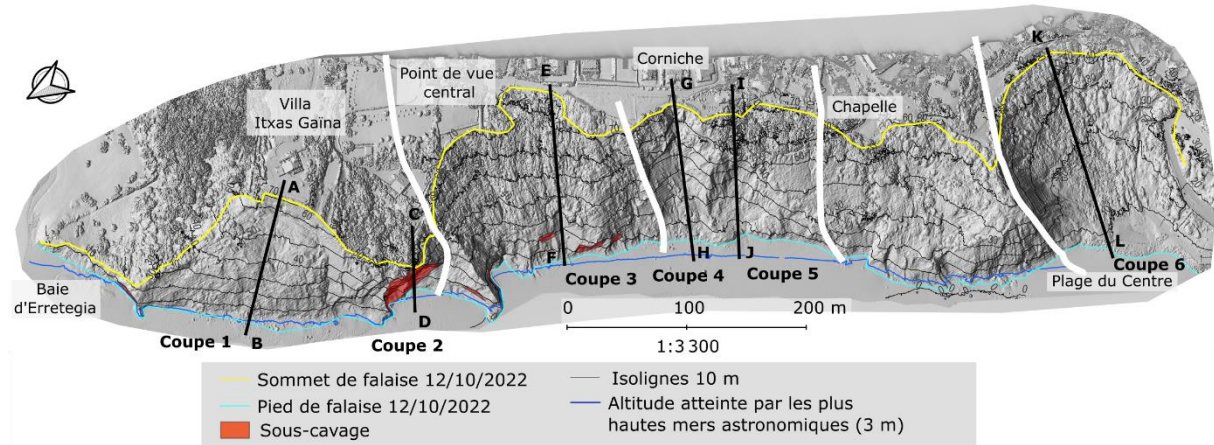 K
E
Corniche
G
I
Point de vue
central
Chapelle
Villa
Itxas Gaïna
A
C
60
40
Baie
d'Erretegia
F
H
J
L
Coupe 3
Coupe 4
Coupe 5
Coupe 6
Plage du Centre
D
B
Coupe 1
Coupe 2
0
100
200 m
1:3 300
Sommet de falaise 12/10/2022
Isolignes 10 m
Pied de falaise 12/10/2022
Altitude atteinte par les plus
hautes mers astronomiques (3 m)
Sous-cavage